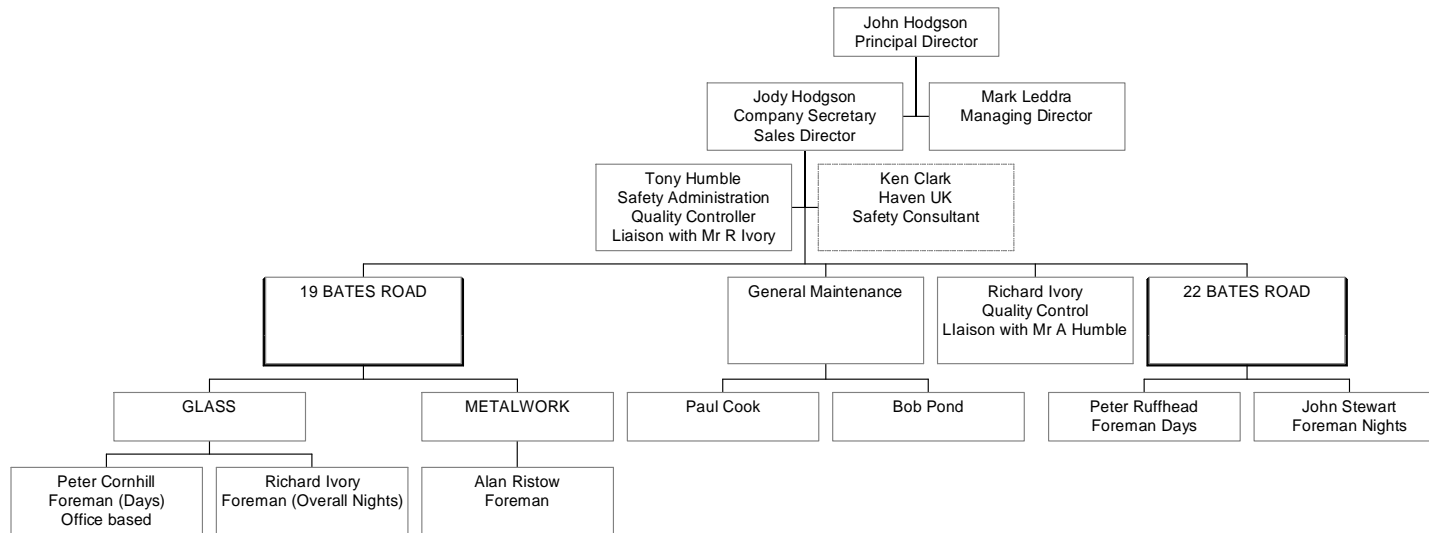 John Hodgson
Principal Director
Jody Hodgson
Company Secretary
Sales Director
Mark Leddra
Managing Director
Tony Humble
Safety Administration
Quality Controller
Liaison with Mr R Ivory
Ken Clark
Haven UK
Safety Consultant
19 BATES ROAD
General Maintenance
Richard Ivory
Quality Control
LIaison with Mr A Humble
22 BATES ROAD
GLASS
METALWORK
Paul Cook
Bob Pond
Peter Ruffhead
Foreman Days
John Stewart
Foreman Nights
Peter Cornhill
Foreman (Days)
Office based
Richard Ivory
Foreman (Overall Nights)
Alan Ristow
Foreman